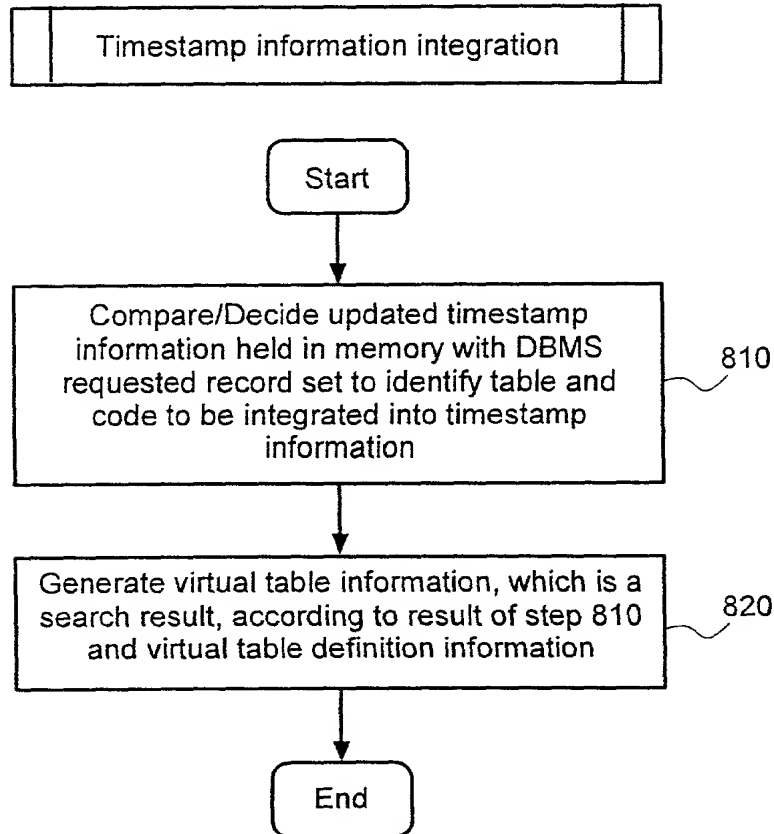 Timestamp information integration
Start
Compare/Decide updated timestamp
information held in memory with DBMS
requested record set to identify table and
code to be integrated into timestamp
information
810
Generate virtual table information, which is a
search result, according to result of step 810
and virtual table definition information
820
End